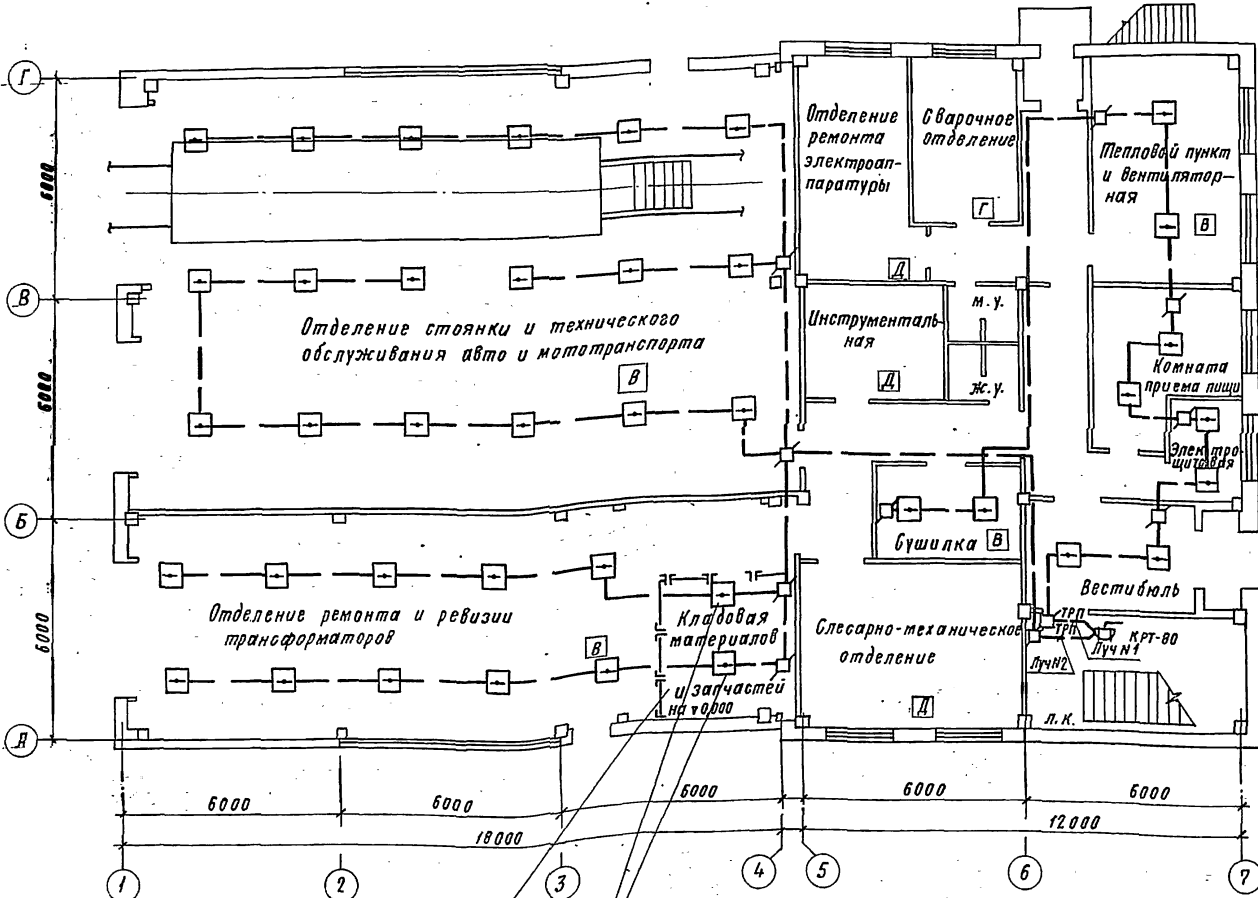 Г
В
Б
А
6000
6000
6000
Отделение
ремонта
электроап-
паратуры
Д
Сварочное
отделение
Г
Тепловой пункт
и вентилятор-
ная
В
Отделение стоянки и технического
обслуживания авто и мототранспорта
В
Инструменталь-
ная
Д
м.у.
ж.у.
Комната
приема пищи
Электро-
щитовая
Сушилка В
Вестибюль
Отделение ремонта и ревизии
трансформаторов
В
Кладовая
материалов
и запчастей
на ▽0,000
Слесарно-механическое
отделение
Д
ТРП
ТРП
КРТ-80
Луч №1
Луч №2
Л.К.
6000
6000
6000
6000
6000
18000
12000
1
2
3
4
5
6
7